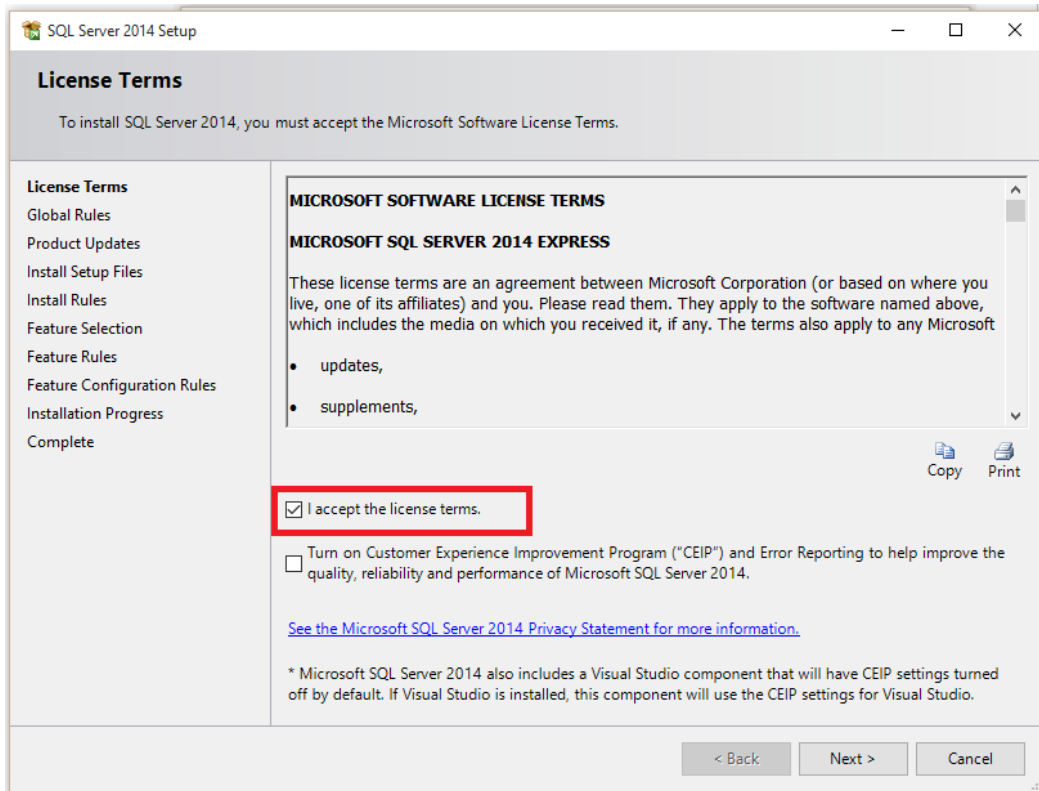 SQL Server 2014 Setup
License Terms
To install SQL Server 2014, you must accept the Microsoft Software License Terms.
License Terms
Global Rules
Product Updates
Install Setup Files
Install Rules
Feature Selection
Feature Rules
Feature Configuration Rules
Installation Progress
Complete
MICROSOFT SOFTWARE LICENSE TERMS
MICROSOFT SQL SERVER 2014 EXPRESS
These license terms are an agreement between Microsoft Corporation (or based on where you
live, one of its affiliates) and you. Please read them. They apply to the software named above,
which includes the media on which you received it, if any. The terms also apply to any Microsoft
• updates,
• supplements,
Copy Print
I accept the license terms.
Turn on Customer Experience Improvement Program ("CEIP") and Error Reporting to help improve the
quality, reliability and performance of Microsoft SQL Server 2014.
See the Microsoft SQL Server 2014 Privacy Statement for more information.
* Microsoft SQL Server 2014 also includes a Visual Studio component that will have CEIP settings turned
off by default. If Visual Studio is installed, this component will use the CEIP settings for Visual Studio.
< Back Next > Cancel